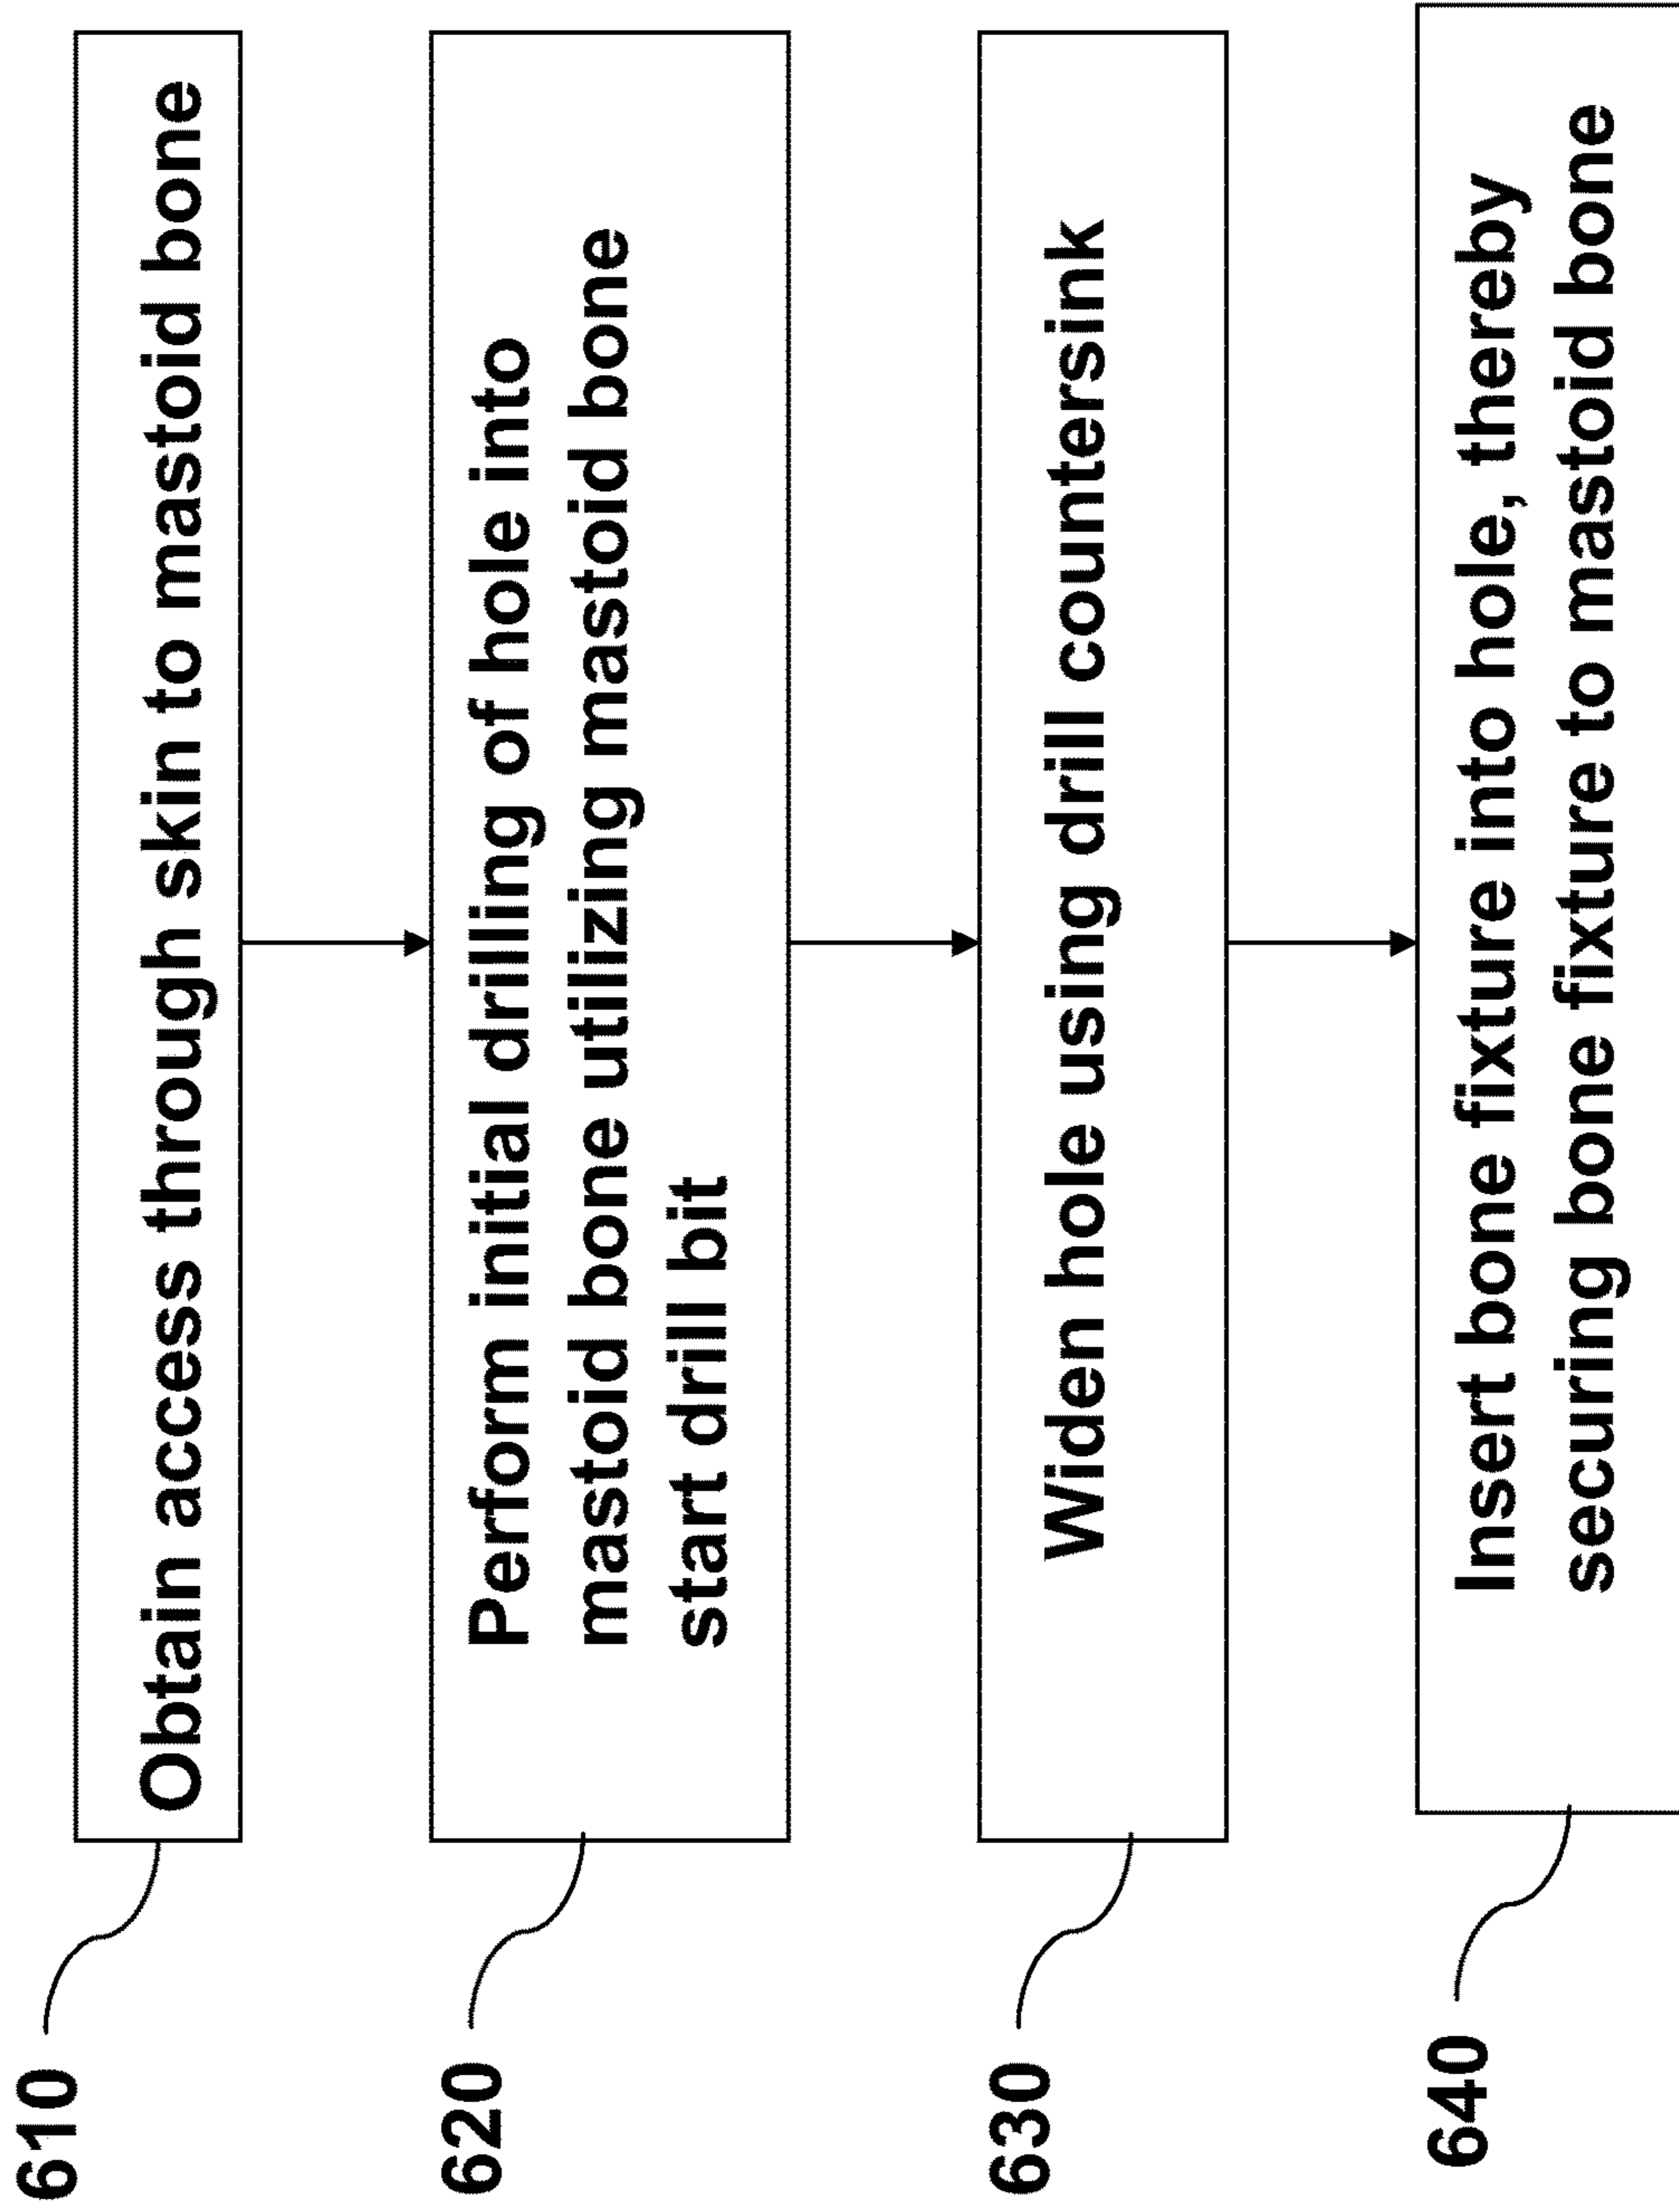 610
Obtain access through skin to mastoid bone
620
Perform initial drilling of hole into
mastoid bone utilizing mastoid bone
start drill bit
630
Widen hole using drill countersink
640
Insert bone fixture into hole, thereby
securing bone fixture to mastoid bone